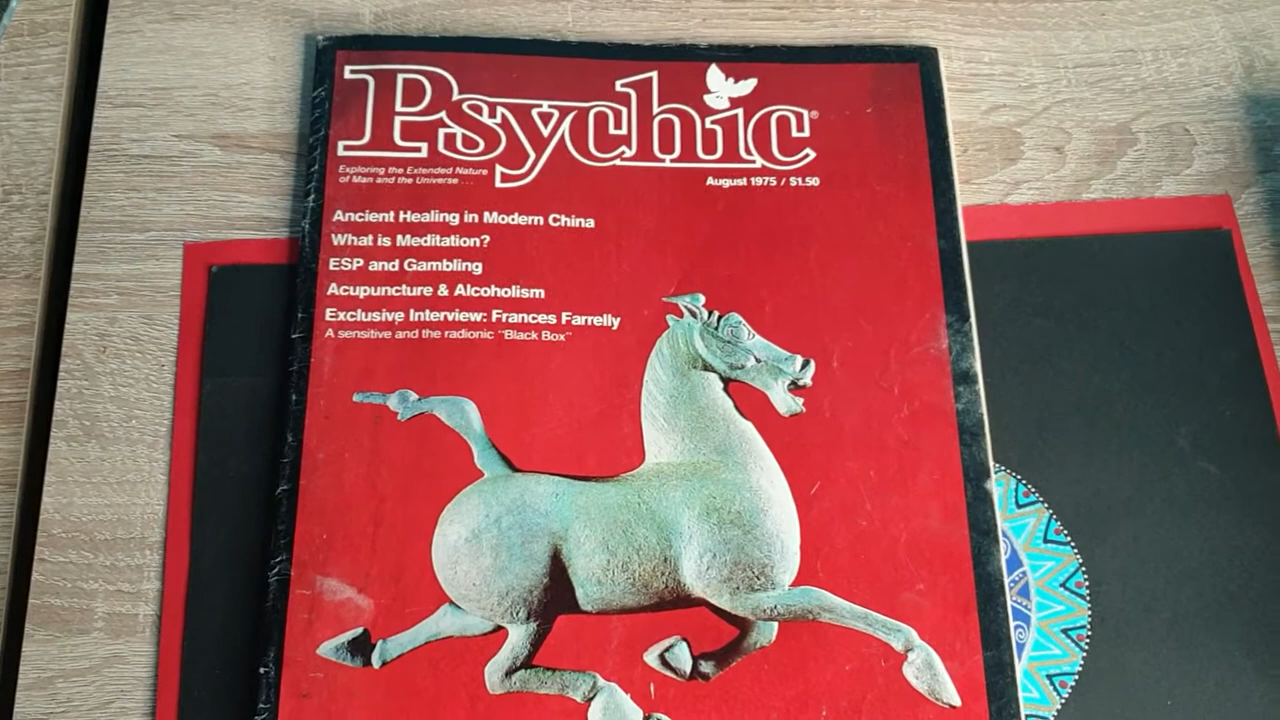 Psychic®
Exploring the Extended Nature
of Man and the Universe ...
August 1975 / $1.50
Ancient Healing in Modern China
What is Meditation?
ESP and Gambling
Acupuncture & Alcoholism
Exclusive Interview: Frances Farrelly
A sensitive and the radionic "Black Box"